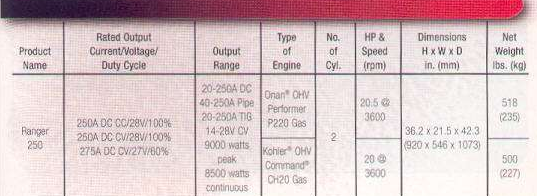 Product Name
Rated Output Current/Voltage/ Duty Cycle
Output Range
Type of Engine
No. of Cyl.
HP & Speed (rpm)
Dimensions H x W x D in. (mm)
Net Weight lbs. (kg)
Ranger 250
250A DC CC/28V/100%
250A DC CV/28V/100%
275A DC CV/27V/60%
20-250A DC
40-250A Pipe
20-250A TIG
14-28V CV
9000 watts
peak
8500 watts
continuous
Onan® OHV
Performer
P220 Gas
Kohler® OHV
Command®
CH20 Gas
2
20.5 @
3600
20 @
3600
36.2 x 21.5 x 42.3
(920 x 546 x 1073)
518
(235)
500
(227)